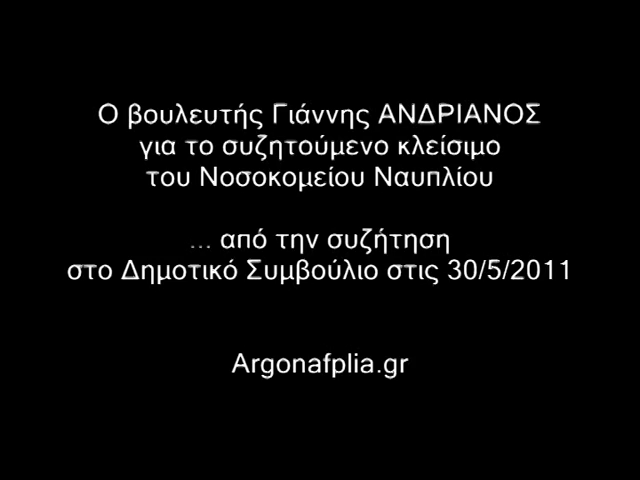 Ο βουλευτής Γιάννης ΑΝΔΡΙΑΝΟΣ
για το συζητούμενο κλείσιμο
του Νοσοκομείου Ναυπλίου
... από την συζήτηση
στο Δημοτικό Συμβούλιο στις 30/5/2011
Argonafplia.gr